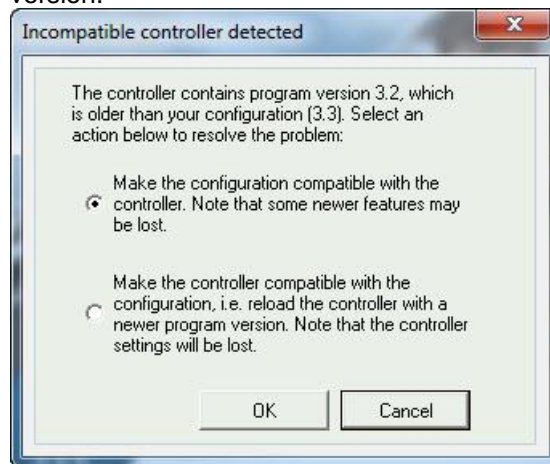 version.
Incompatible controller detected
The controller contains program version 3.2, which
is older than your configuration (3.3). Select an
action below to resolve the problem:
Make the configuration compatible with the
controller. Note that some newer features may
be lost.
Make the controller compatible with the
configuration, i.e. reload the controller with a
newer program version. Note that the controller
settings will be lost.
OK
Cancel